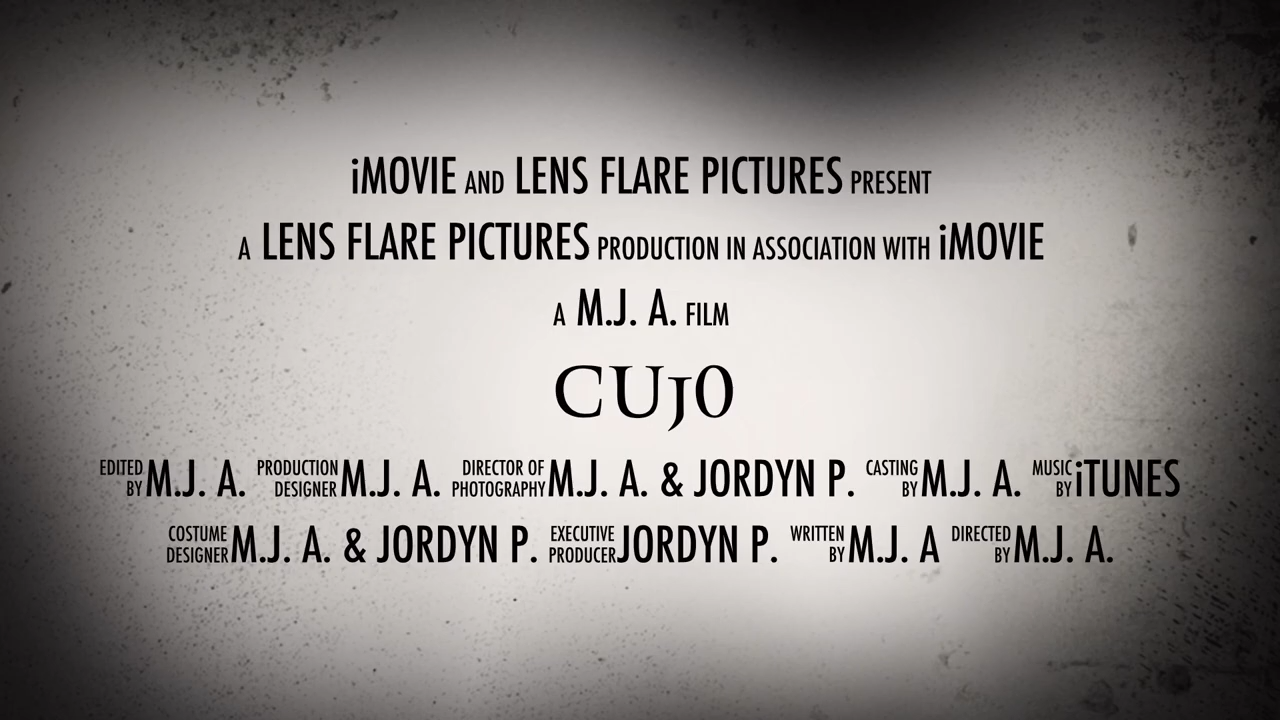 iMOVIE AND LENS FLARE PICTURES PRESENT
A LENS FLARE PICTURES PRODUCTION IN ASSOCIATION WITH iMOVIE
A M.J. A. FILM
CUJO
EDITED BY M.J. A. PRODUCTION DESIGNER M.J. A. DIRECTOR OF PHOTOGRAPHY M.J. A. & JORDYN P. CASTING BY M.J. A. MUSIC BY iTUNES
COSTUME DESIGNER M.J. A. & JORDYN P. EXECUTIVE PRODUCER JORDYN P. WRITTEN BY M.J. A DIRECTED BY M.J. A.